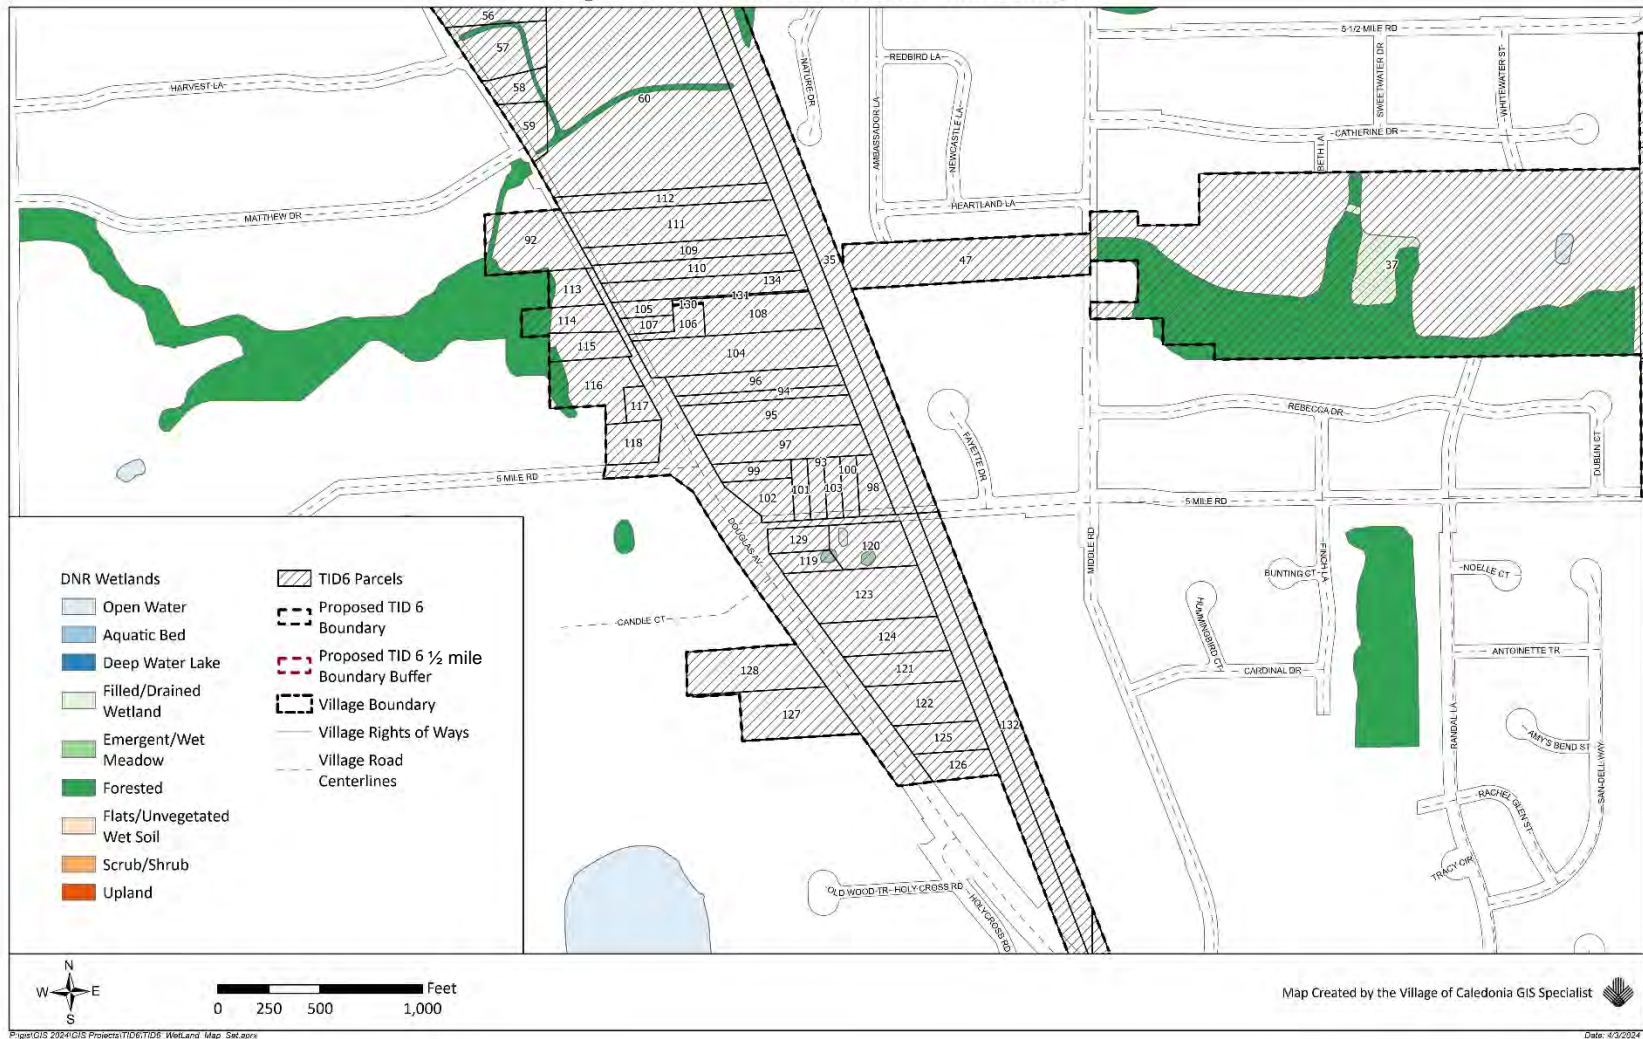 56
5-1/2 MILE RD
57
NATURE DR
REDBIRD LA
SWEETWATER DR
WHITEWATER ST
HARVEST LA
58
60
AMBASSADOR LA
NEWCASTLE LA
59
CATHERINE DR
BETH LA
112
HEARTLAND LA
MATTHEW DR
111
92
109
35
47
37
110
134
113
131
130
105
108
114
107
106
115
104
96
116
94
117
95
REBECCA DR
118
97
FAYETTE DR
DUBLIN CT
93
99
100
5 MILE RD
101
103
98
102
5 MILE RD
DOUGLAS AV
129
120
119
MIDDLE RD
FINCH LA
BUNTING CT
NOELLE CT
123
HUMMINGBIRD CT
CANDLE CT
124
ANTOINETTE TR
128
121
CARDINAL DR
122
127
132
125
RANDAL LA
AMY'S BEND ST
126
SAN-DELL WAY
RACHEL GLEN ST
TRACY CIR
OLD WOOD TR
HOLY CROSS RD
HOLYCROSS RD
DNR Wetlands
Open Water
Aquatic Bed
Deep Water Lake
Filled/Drained
Wetland
Emergent/Wet
Meadow
Forested
Flats/Unvegetated
Wet Soil
Scrub/Shrub
Upland
TID6 Parcels
Proposed TID 6
Boundary
Proposed TID 6 ½ mile
Boundary Buffer
Village Boundary
Village Rights of Ways
Village Road
Centerlines
N
W E
S
Feet
0 250 500 1,000
Map Created by the Village of Caledonia GIS Specialist
P:\gis\GIS 2024\GIS Projects\TID6\TID6_WetLand_Map_Set.aprx
Date: 4/3/2024